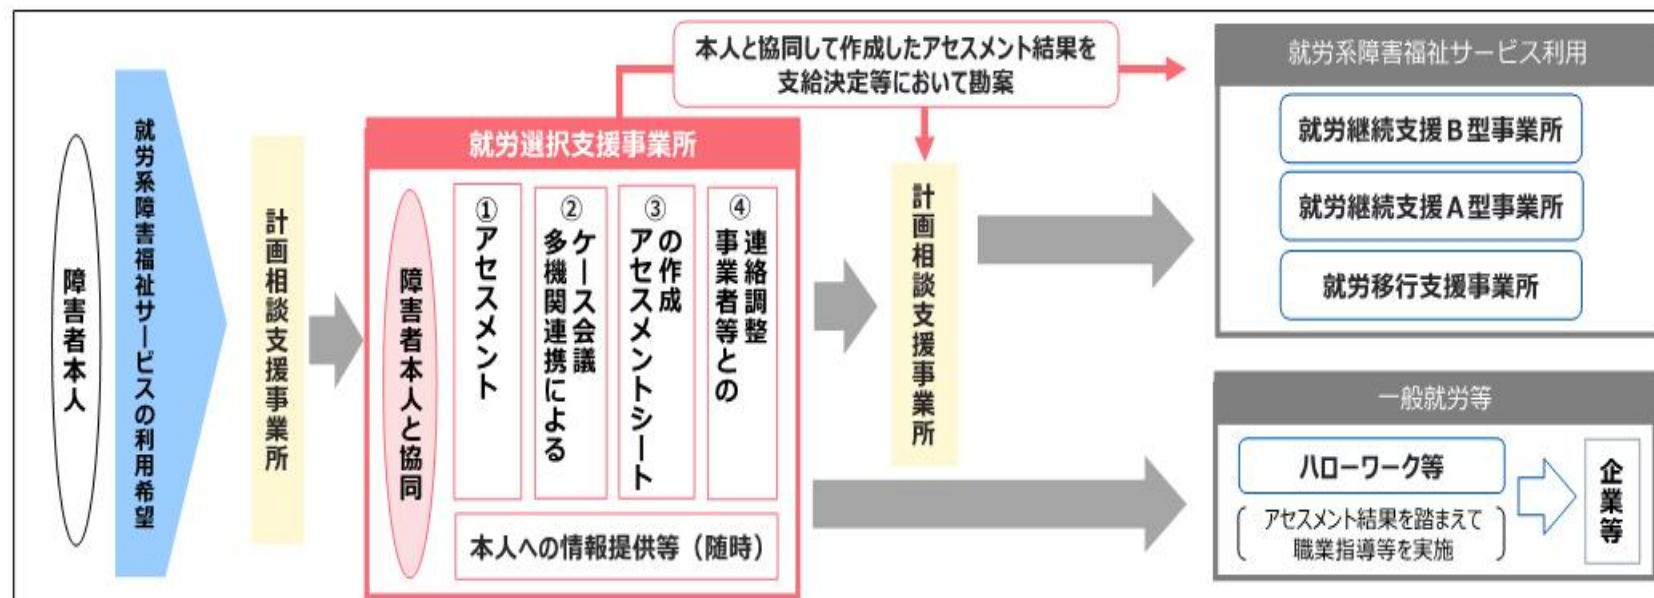 障害者本人
就労系障害福祉サービスの利用希望
計画相談支援事業所
就労選択支援事業所
障害者本人と協同
①アセスメント
②多機関連携による
ケース会議
③アセスメントシート
の作成
④事業者等との
連絡調整
本人への情報提供等（随時）
本人と協同して作成したアセスメント結果を
支給決定等において勘案
計画相談支援事業所
就労系障害福祉サービス利用
就労継続支援Ｂ型事業所
就労継続支援Ａ型事業所
就労移行支援事業所
一般就労等
ハローワーク等
アセスメント結果を踏まえて
職業指導等を実施
企業等